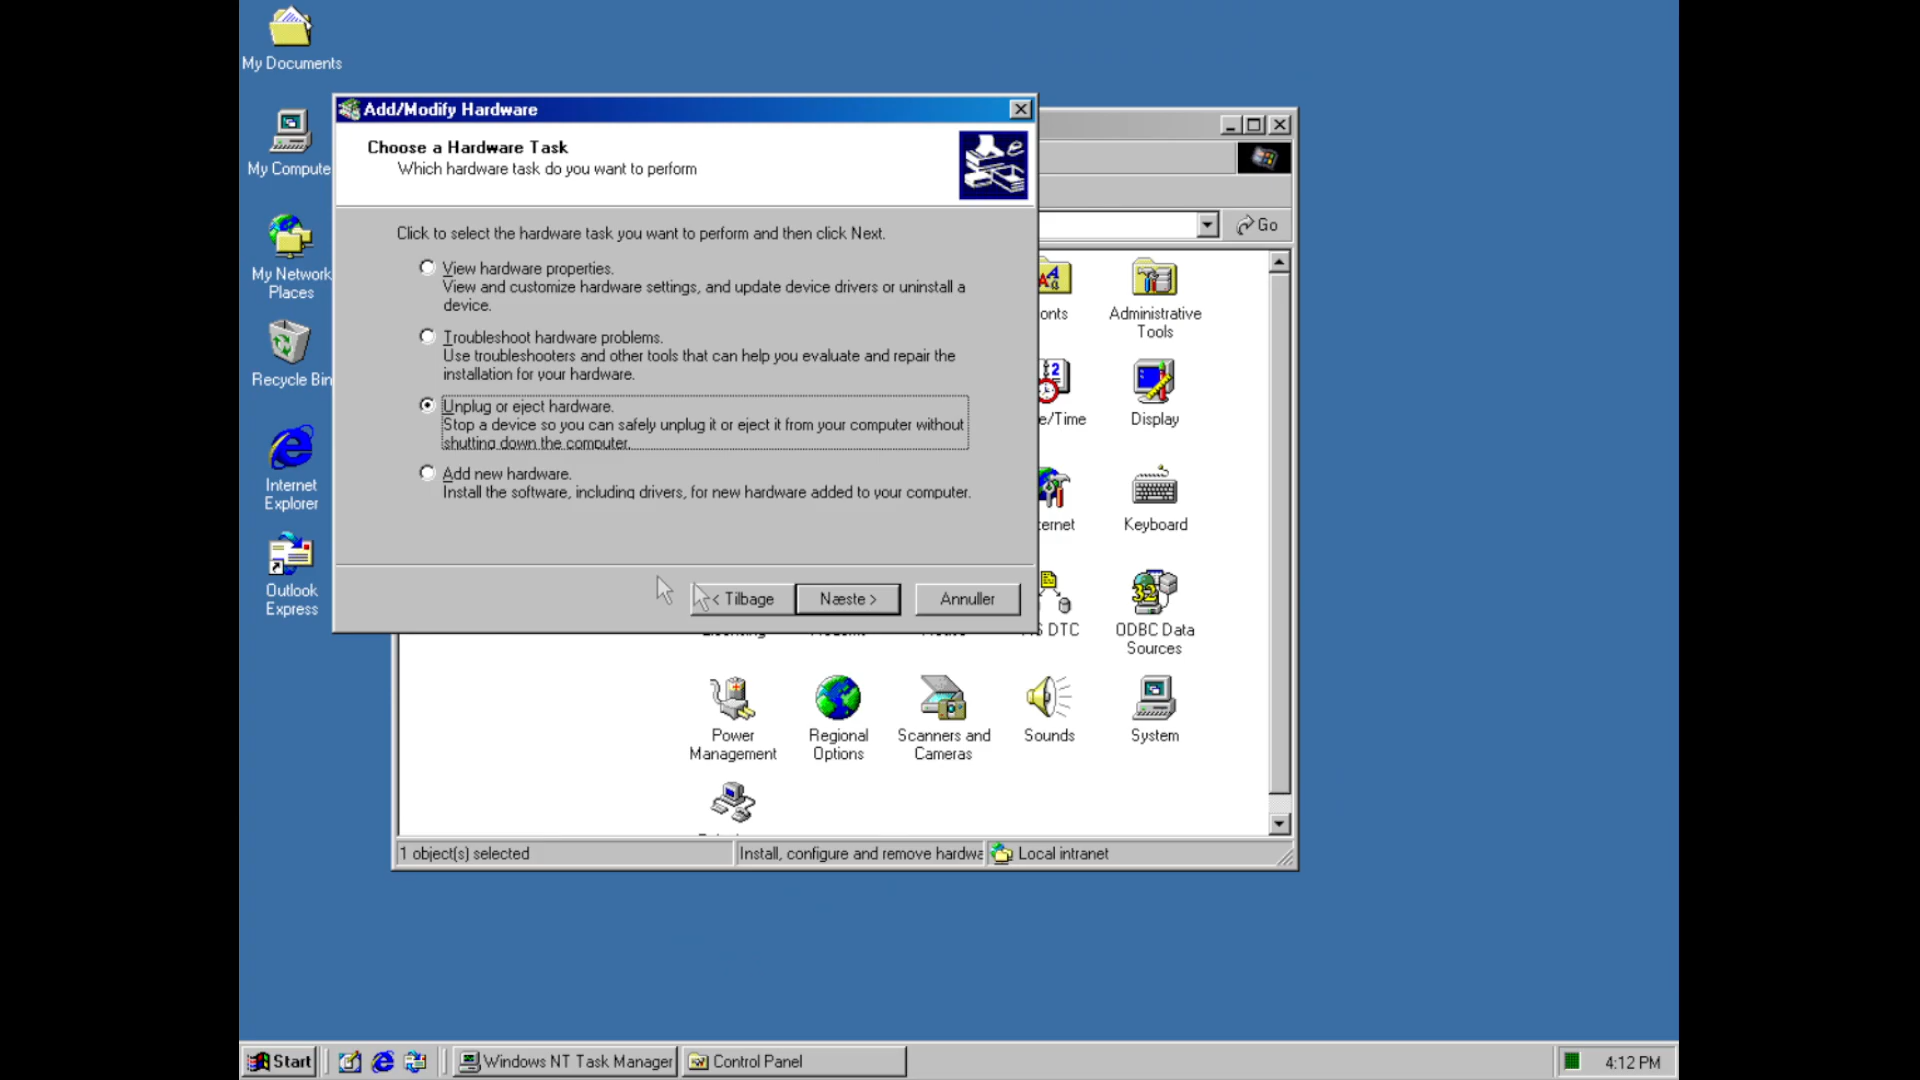 My Documents
My Compute
My Network
Places
Recycle Bin
Internet
Explorer
Outlook
Express
Add/Modify Hardware
Choose a Hardware Task
Which hardware task do you want to perform
Click to select the hardware task you want to perform and then click Next.
View hardware properties.
View and customize hardware settings, and update device drivers or uninstall a
device.
Troubleshoot hardware problems.
Use troubleshooters and other tools that can help you evaluate and repair the
installation for your hardware.
Unplug or eject hardware.
Stop a device so you can safely unplug it or eject it from your computer without
shutting down the computer.
Add new hardware.
Install the software, including drivers, for new hardware added to your computer.
< Tilbage
Næste >
Annuller
Go
onts
Administrative
Tools
e/Time
Display
ernet
Keyboard
DTC
ODBC Data
Sources
Power
Management
Regional
Options
Scanners and
Cameras
Sounds
System
1 object(s) selected
Install, configure and remove hardwa
Local intranet
Start
Windows NT Task Manager
Control Panel
4:12 PM